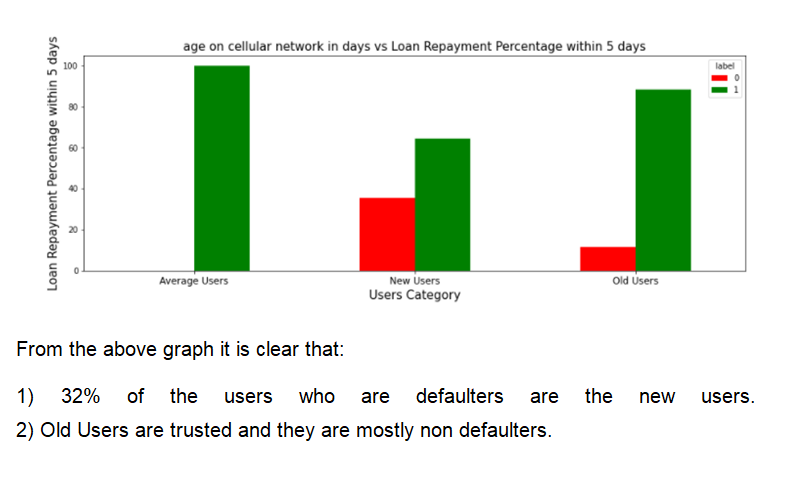 age on cellular network in days vs Loan Repayment Percentage within 5 days
Loan Repayment Percentage within 5 days
100
80
60
40
20
0
label
0
1
Average Users
New Users
Old Users
Users Category
From the above graph it is clear that:
1) 32% of the users who are defaulters are the new users.
2) Old Users are trusted and they are mostly non defaulters.